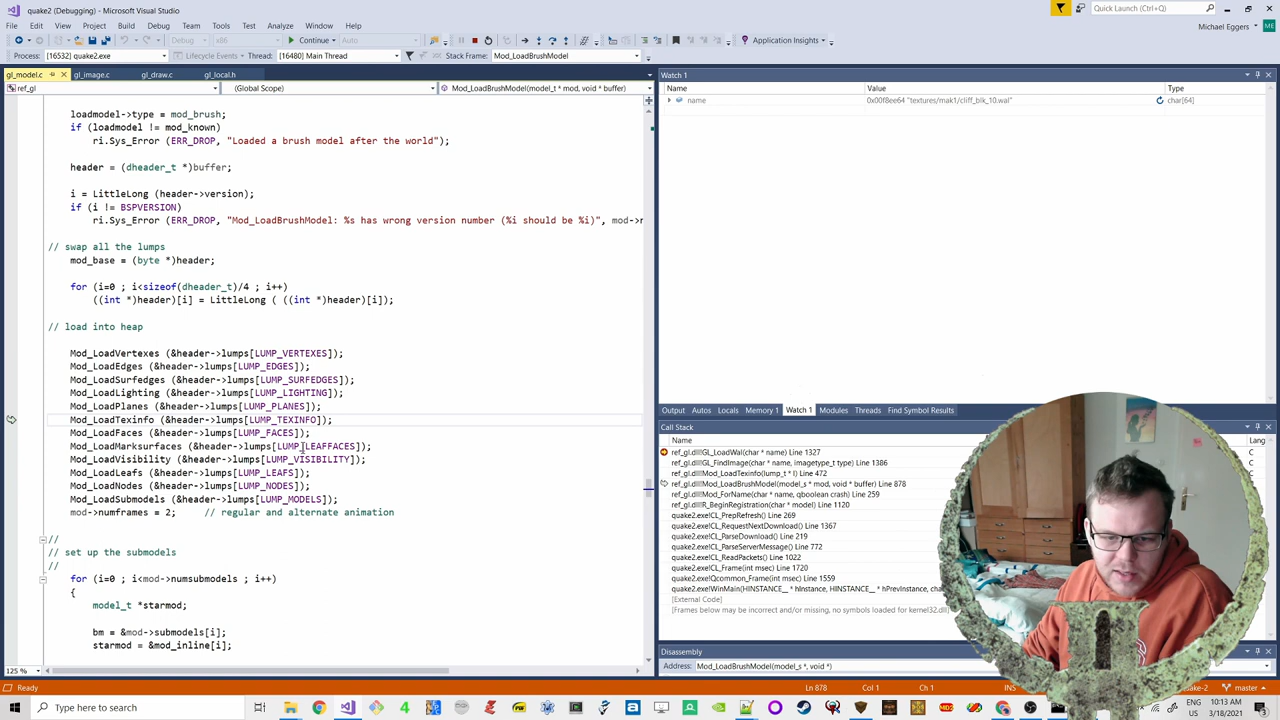 quake2 (Debugging) - Microsoft Visual Studio
Quick Launch (Ctrl+Q)
File Edit View Project Build Debug Team Tools Test Analyze Window Help
Michael Eggers ME
Debug x86 Continue Auto Application Insights
Process: [16532] quake2.exe Lifecycle Events Thread: [16480] Main Thread Stack Frame: Mod_LoadBrushModel
gl_model.c gl_image.c gl_draw.c gl_local.h
ref_gl (Global Scope) Mod_LoadBrushModel(model_t * mod, void * buffer)
loadmodel->type = mod_brush;
if (loadmodel != mod_known)
ri.Sys_Error (ERR_DROP, "Loaded a brush model after the world");
header = (dheader_t *)buffer;
i = LittleLong (header->version);
if (i != BSPVERSION)
ri.Sys_Error (ERR_DROP, "Mod_LoadBrushModel: %s has wrong version number (%i should be %i)", mod->n
// swap all the lumps
mod_base = (byte *)header;
for (i=0 ; i<sizeof(dheader_t)/4 ; i++)
((int *)header)[i] = LittleLong ( ((int *)header)[i]);
// load into heap
Mod_LoadVertexes (&header->lumps[LUMP_VERTEXES]);
Mod_LoadEdges (&header->lumps[LUMP_EDGES]);
Mod_LoadSurfedges (&header->lumps[LUMP_SURFEDGES]);
Mod_LoadLighting (&header->lumps[LUMP_LIGHTING]);
Mod_LoadPlanes (&header->lumps[LUMP_PLANES]);
Mod_LoadTexinfo (&header->lumps[LUMP_TEXINFO]);
Mod_LoadFaces (&header->lumps[LUMP_FACES]);
Mod_LoadMarksurfaces (&header->lumps[LUMP_LEAFFACES]);
Mod_LoadVisibility (&header->lumps[LUMP_VISIBILITY]);
Mod_LoadLeafs (&header->lumps[LUMP_LEAFS]);
Mod_LoadNodes (&header->lumps[LUMP_NODES]);
Mod_LoadSubmodels (&header->lumps[LUMP_MODELS]);
mod->numframes = 2; // regular and alternate animation
//
// set up the submodels
//
for (i=0 ; i<mod->numsubmodels ; i++)
{
model_t *starmod;
bm = &mod->submodels[i];
starmod = &mod_inline[i];
125 %
Watch 1
Name Value Type
name 0x00f8ee64 "textures/mak1/cliff_blk_10.wal" char[64]
Output Autos Locals Memory 1 Watch 1 Modules Threads Find Symbol Results
Call Stack
Name Lang
ref_gl.dll!GL_LoadWal(char * name) Line 1327 C
ref_gl.dll!GL_FindImage(char * name, imagetype_t type) Line 1386 C
ref_gl.dll!Mod_LoadTexinfo(lump_t * l) Line 472 C
ref_gl.dll!Mod_LoadBrushModel(model_s * mod, void * buffer) Line 878 C
ref_gl.dll!Mod_ForName(char * name, qboolean crash) Line 259 C
ref_gl.dll!R_BeginRegistration(char * model) Line 1120 C
quake2.exe!CL_PrepRefresh() Line 269 C
quake2.exe!CL_RequestNextDownload() Line 1367 C
quake2.exe!CL_ParseDownload() Line 219 C
quake2.exe!CL_ParseServerMessage() Line 772 C
quake2.exe!CL_ReadPackets() Line 1022 C
quake2.exe!CL_Frame(int msec) Line 1720 C
quake2.exe!Qcommon_Frame(int msec) Line 1559 C
quake2.exe!WinMain(HINSTANCE__ * hInstance, HINSTANCE__ * hPrevInstance, cha
[External Code]
[Frames below may be incorrect and/or missing, no symbols loaded for kernel32.dll]
Disassembly
Address: Mod_LoadBrushModel(model_s *, void *)
Ready Ln 878 Col 1 Ch 1 INS master
Type here to search
10:13 AM
3/18/2021